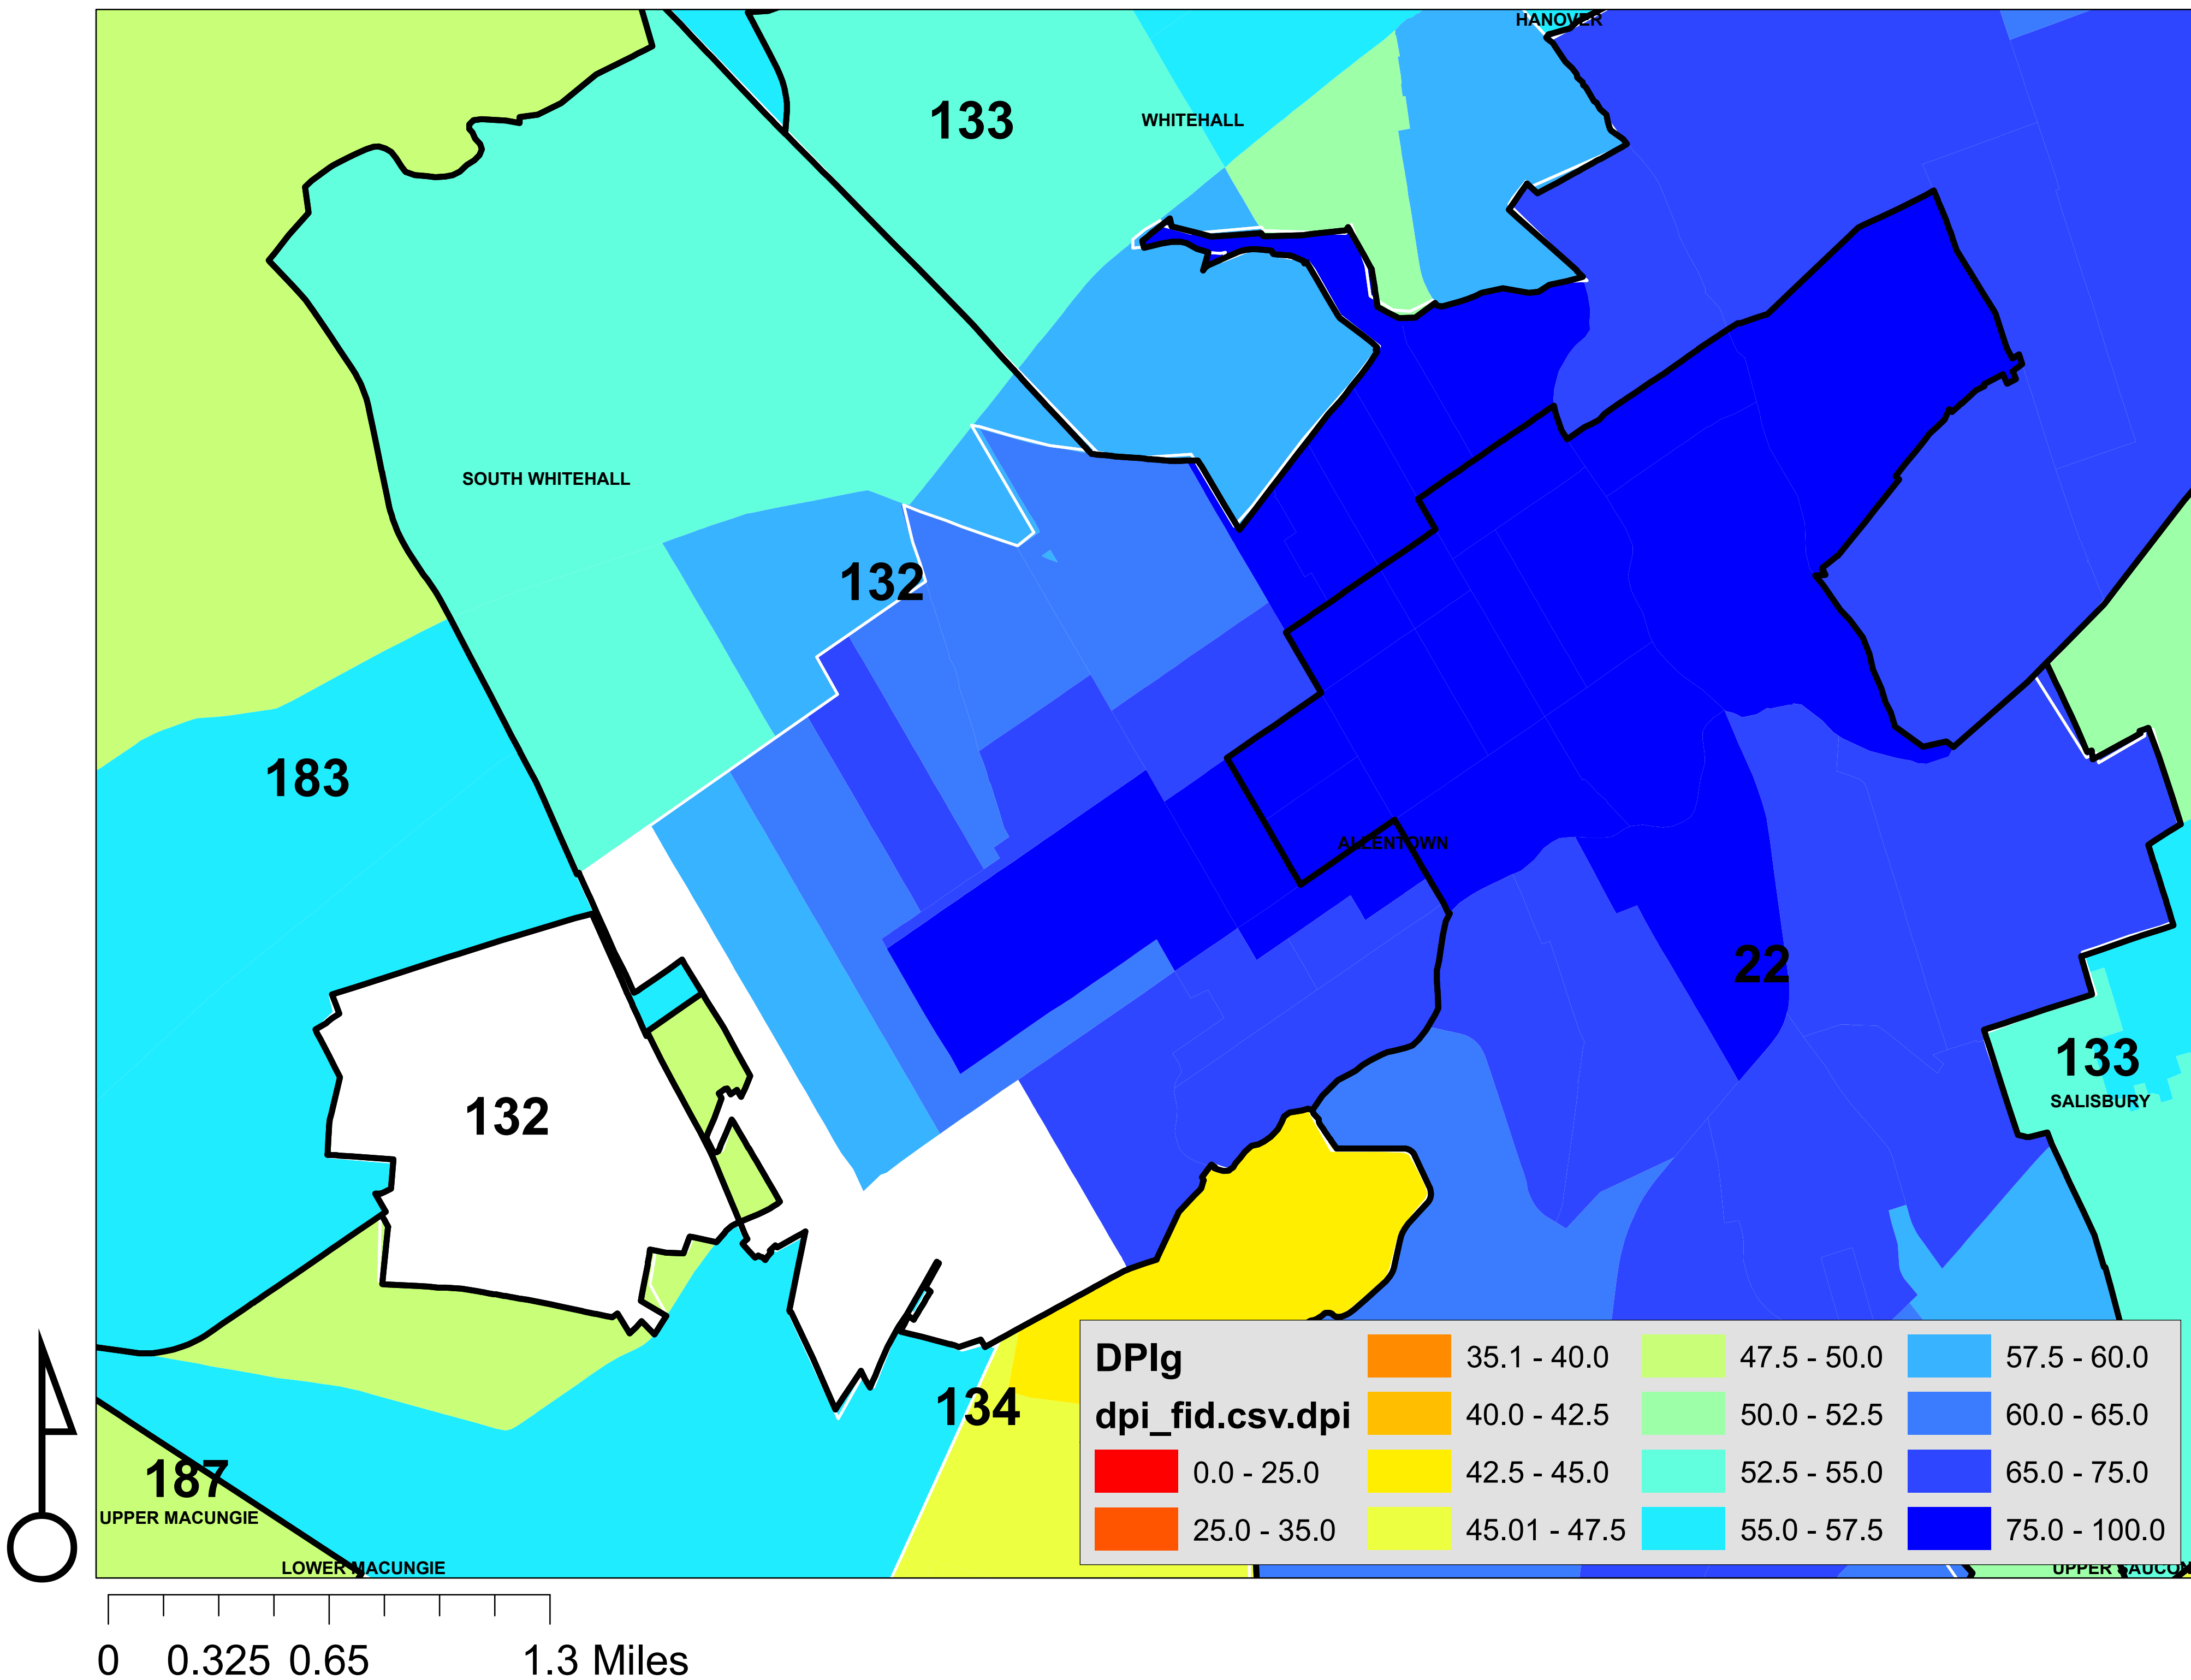 HANOVER
133
WHITEHALL
SOUTH WHITEHALL
132
183
ALLENTOWN
22
133
132
SALISBURY
134
187
UPPER MACUNGIE
LOWER MACUNGIE
UPPER SAUCON
DPIg
dpi_fid.csv.dpi
0.0 - 25.0
25.0 - 35.0
35.1 - 40.0
40.0 - 42.5
42.5 - 45.0
45.01 - 47.5
47.5 - 50.0
50.0 - 52.5
52.5 - 55.0
55.0 - 57.5
57.5 - 60.0
60.0 - 65.0
65.0 - 75.0
75.0 - 100.0
0 0.325 0.65 1.3 Miles